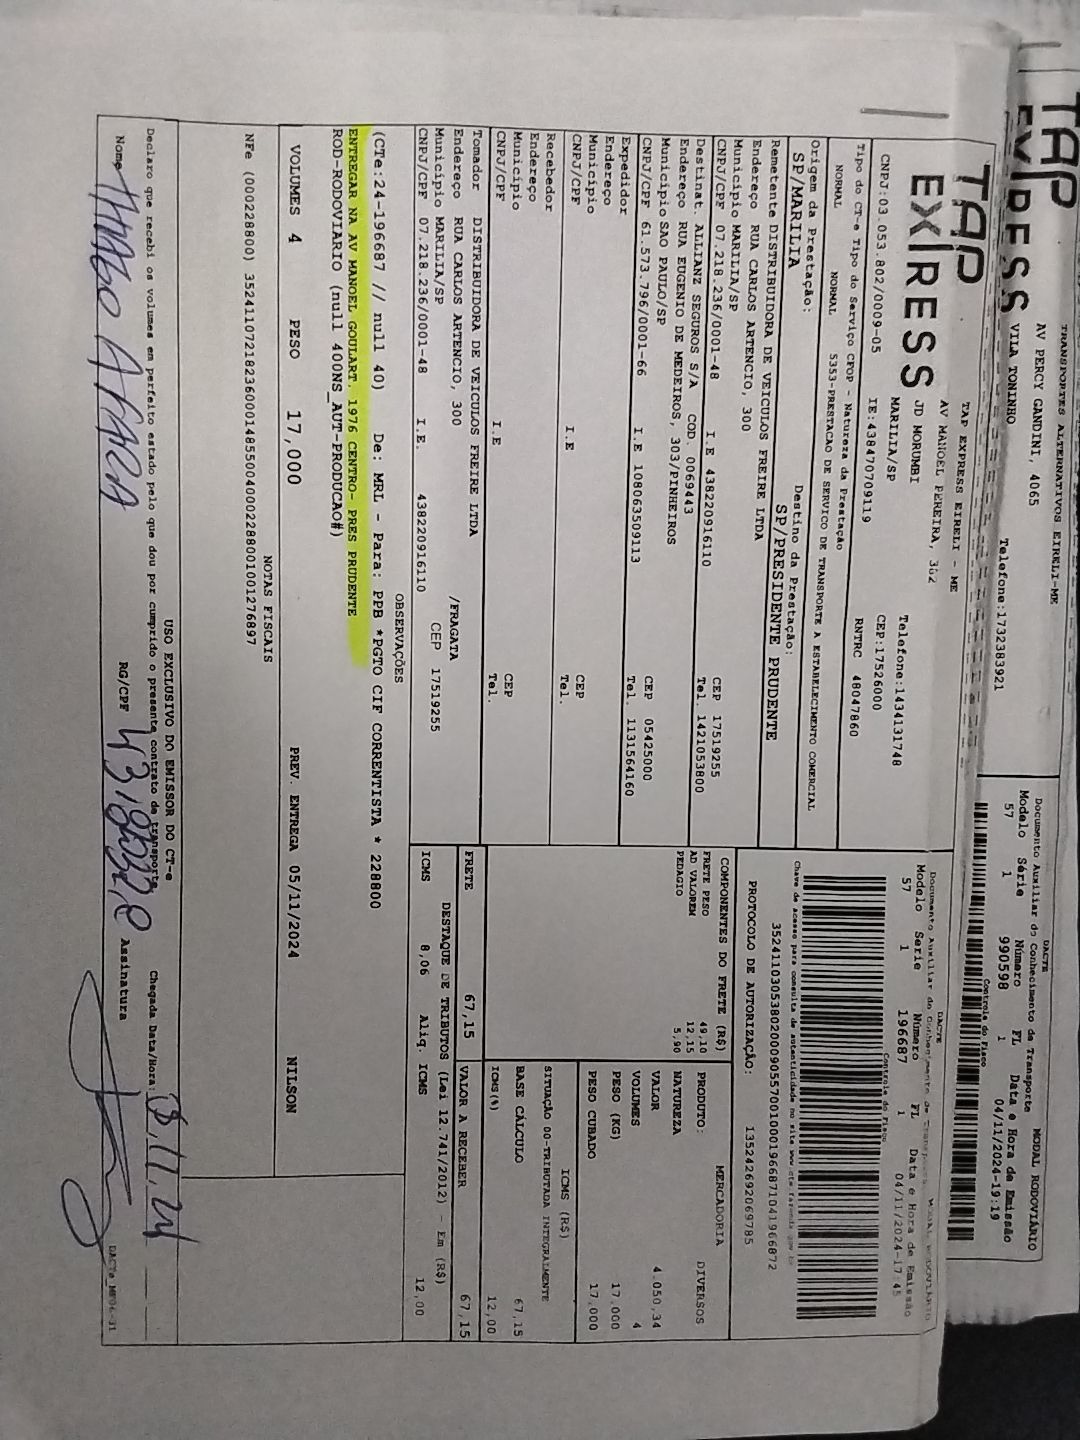 TAP
EXPRESS
TRANSPORTES ALTERNATIVOS EIRELI-ME
AV PERCY GANDINI, 4065
VILA TONINHO
Telefone:1732383921
DACTE
MODAL RODOVIÁRIO
Documento Auxiliar do Conhecimento de Transporte
Modelo Série Número FL Data e Hora de Emissão
57 1 990598 1 04/11/2024-19:19
Controle do Fisco
TAP
EXPRESS
TAP EXPRESS EIRELI - ME
AV MANOEL PEREIRA, 362
JD MORUMBI
MARILIA/SP
Telefone:1434131748
CEP:17526000
CNPJ:03.053.802/0009-05 IE:438470709119 RNTRC 48047860
DACTE
Modelo Serie Número FL Data e Hora de Emissão
57 1 196687 1 04/11/2024-17:45
Controle do Fisco
Tipo do CT-e Tipo do Serviço CFOP - Natureza da Prestação
NORMAL NORMAL 5353-PRESTACAO DE SERVICO DE TRANSPORTE A ESTABELECIMENTO COMERCIAL
Chave de acesso para consulta de autenticidade no site www.cte.fazenda.gov.br
35241103053802000905570010001966871041966872
PROTOCOLO DE AUTORIZAÇÃO: 135242692069785
Origem da Prestação: Destino da Prestação:
SP/MARILIA SP/PRESIDENTE PRUDENTE
Remetente DISTRIBUIDORA DE VEICULOS FREIRE LTDA
Endereço RUA CARLOS ARTENCIO, 300
Município MARILIA/SP CEP 17519255
CNPJ/CPF 07.218.236/0001-48 I.E 438220916110 Tel. 1421053800
Destinat. ALLIANZ SEGUROS S/A COD. 0069443
Endereço RUA EUGENIO DE MEDEIROS, 303/PINHEIROS
Município SAO PAULO/SP CEP 05425000
CNPJ/CPF 61.573.796/0001-66 I.E 108063509113 Tel. 1131564160
Expedidor
Endereço
Município CEP
CNPJ/CPF I.E Tel.
Recebedor
Endereço
Município CEP
CNPJ/CPF I.E Tel.
Tomador DISTRIBUIDORA DE VEICULOS FREIRE LTDA
Endereço RUA CARLOS ARTENCIO, 300 /FRAGATA
Município MARILIA/SP CEP 17519255
CNPJ/CPF 07.218.236/0001-48 I.E. 438220916110
COMPONENTES DO FRETE (R$)
FRETE PESO 49,10
AD VALOREM 12,15
PEDAGIO 5,90
FRETE 67,15
MERCADORIA
PRODUTO: DIVERSOS
NATUREZA
VALOR 4.050,34
VOLUMES 4
PESO (KG) 17.000
PESO CUBADO 17.000
ICMS (R$)
SITUAÇÃO 00-TRIBUTADA INTEGRALMENTE
BASE CÁLCULO 67,15
ICMS(%) 12,00
VALOR A RECEBER 67,15
DESTAQUE DE TRIBUTOS (Lei 12.741/2012) - Em (R$)
ICMS 8,06 Aliq. ICMS 12,00
OBSERVAÇÕES
(CTe:24-196687 // null 40) De: MRL - Para: PPB *PGTO CIF CORRENTISTA * 228800
ENTREGAR NA AV MANOEL GOULART. 1976 CENTRO- PRES PRUDENTE
ROD-RODOVIARIO (null 400NS_AUT-PRODUCAO#)
VOLUMES 4 PESO 17,000 PREV. ENTREGA 05/11/2024 NILSON
NOTAS FISCAIS
NFe (000228800) 35241107218236000148550040002288001001276897
USO EXCLUSIVO DO EMISSOR DO CT-e
Declaro que recebi os volumes em perfeito estado pelo que dou por cumprido o presente contrato de transporte. Chegada Data/Hora:
Nome RG/CPF Assinatura